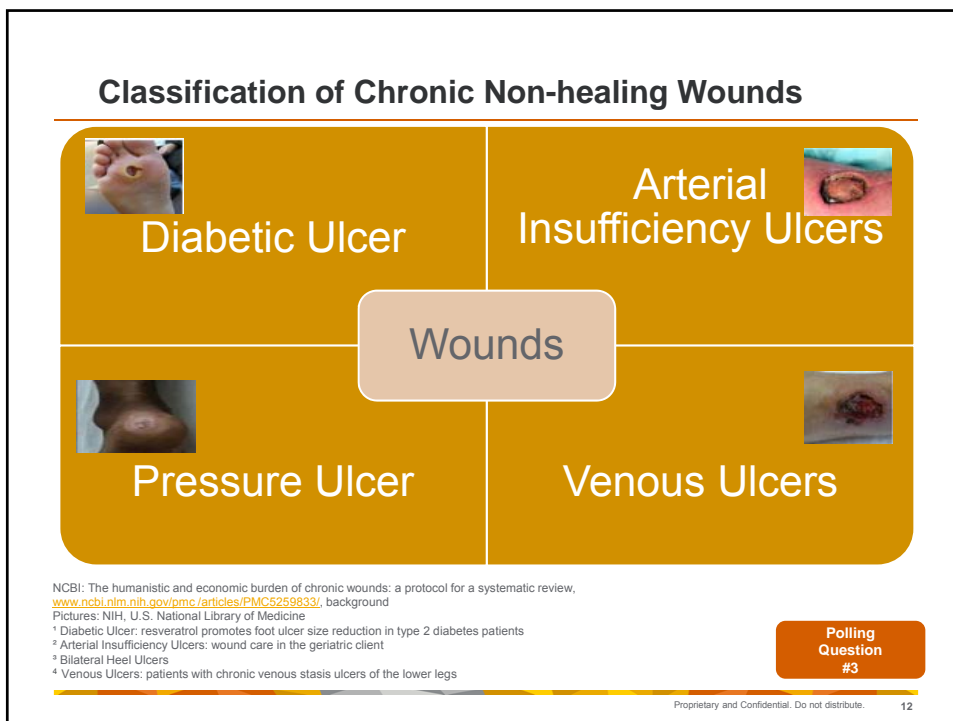 Classification of Chronic Non-healing Wounds
Diabetic Ulcer
Arterial
Insufficiency Ulcers
Wounds
Pressure Ulcer
Venous Ulcers
NCBI: The humanistic and economic burden of chronic wounds: a protocol for a systematic review,
www.ncbi.nlm.nih.gov/pmc /articles/PMC5259833/, background
Pictures: NIH, U.S. National Library of Medicine
¹ Diabetic Ulcer: resveratrol promotes foot ulcer size reduction in type 2 diabetes patients
² Arterial Insufficiency Ulcers: wound care in the geriatric client
³ Bilateral Heel Ulcers
⁴ Venous Ulcers: patients with chronic venous stasis ulcers of the lower legs
Polling
Question
#3
Proprietary and Confidential. Do not distribute. 12